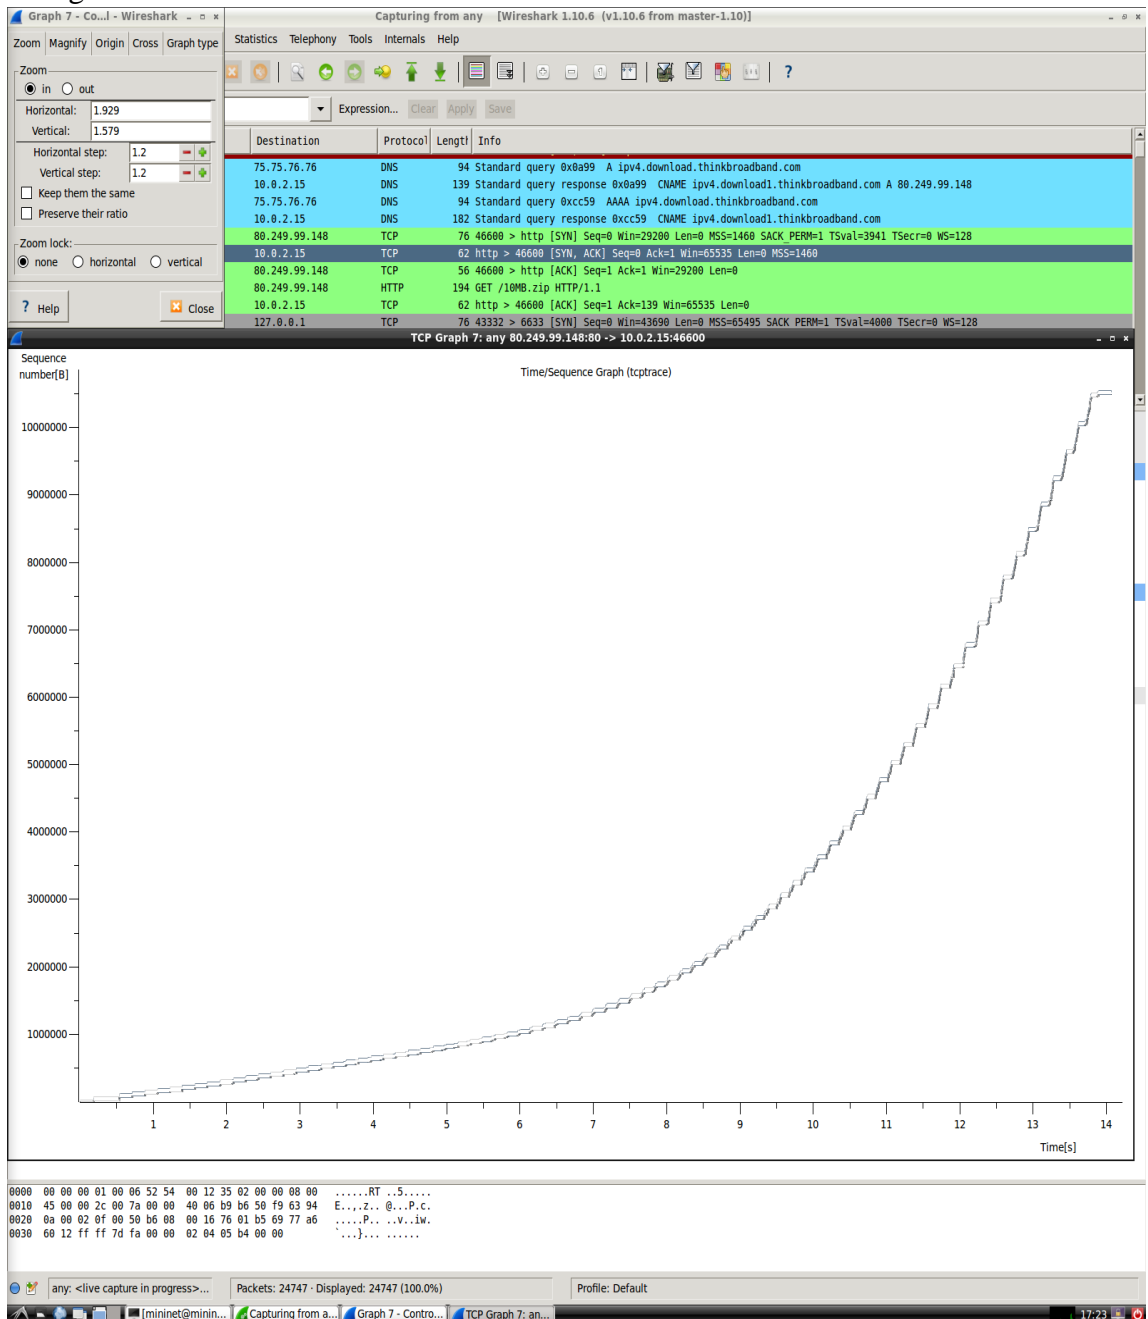 Graph 7 - Co...l - Wireshark
Capturing from any   [Wireshark 1.10.6  (v1.10.6 from master-1.10)]
Zoom Magnify Origin Cross Graph type
Statistics Telephony Tools Internals Help
Zoom
in out
Horizontal: 1.929
Vertical: 1.579
Horizontal step: 1.2
Vertical step: 1.2
Keep them the same
Preserve their ratio
Zoom lock:
none horizontal vertical
Help Close
Expression... Clear Apply Save
Destination Protocol Length Info
75.75.76.76 DNS 94 Standard query 0x0a99  A ipv4.download.thinkbroadband.com
10.0.2.15 DNS 139 Standard query response 0x0a99  CNAME ipv4.download1.thinkbroadband.com A 80.249.99.148
75.75.76.76 DNS 94 Standard query 0xcc59  AAAA ipv4.download.thinkbroadband.com
10.0.2.15 DNS 182 Standard query response 0xcc59  CNAME ipv4.download1.thinkbroadband.com
80.249.99.148 TCP 76 46600 > http [SYN] Seq=0 Win=29200 Len=0 MSS=1460 SACK_PERM=1 TSval=3941 TSecr=0 WS=128
10.0.2.15 TCP 62 http > 46600 [SYN, ACK] Seq=0 Ack=1 Win=65535 Len=0 MSS=1460
80.249.99.148 TCP 56 46600 > http [ACK] Seq=1 Ack=1 Win=29200 Len=0
80.249.99.148 HTTP 194 GET /10MB.zip HTTP/1.1
10.0.2.15 TCP 62 http > 46600 [ACK] Seq=1 Ack=139 Win=65535 Len=0
127.0.0.1 TCP 76 43332 > 6633 [SYN] Seq=0 Win=43690 Len=0 MSS=65495 SACK_PERM=1 TSval=4000 TSecr=0 WS=128
TCP Graph 7: any 80.249.99.148:80 -> 10.0.2.15:46600
Sequence
number[B]
Time/Sequence Graph (tcptrace)
10000000
9000000
8000000
7000000
6000000
5000000
4000000
3000000
2000000
1000000
1 2 3 4 5 6 7 8 9 10 11 12 13 14
Time[s]
0000  00 00 00 01 00 06 52 54  00 12 35 02 00 00 08 00   ......RT ..5.....
0010  45 00 00 2c 00 7a 00 00  40 06 b9 b6 50 f9 63 94   E..,.z.. @...P.c.
0020  0a 00 02 0f 00 50 b6 08  00 16 76 01 b5 69 77 a6   .....P.. ..v..iw.
0030  60 12 ff ff 7d fa 00 00  02 04 05 b4 00 00   `...}... ......
any: <live capture in progress>... Packets: 24747 · Displayed: 24747 (100.0%) Profile: Default
[mininet@minin... Capturing from a... Graph 7 - Contro... TCP Graph 7: an... 17:23